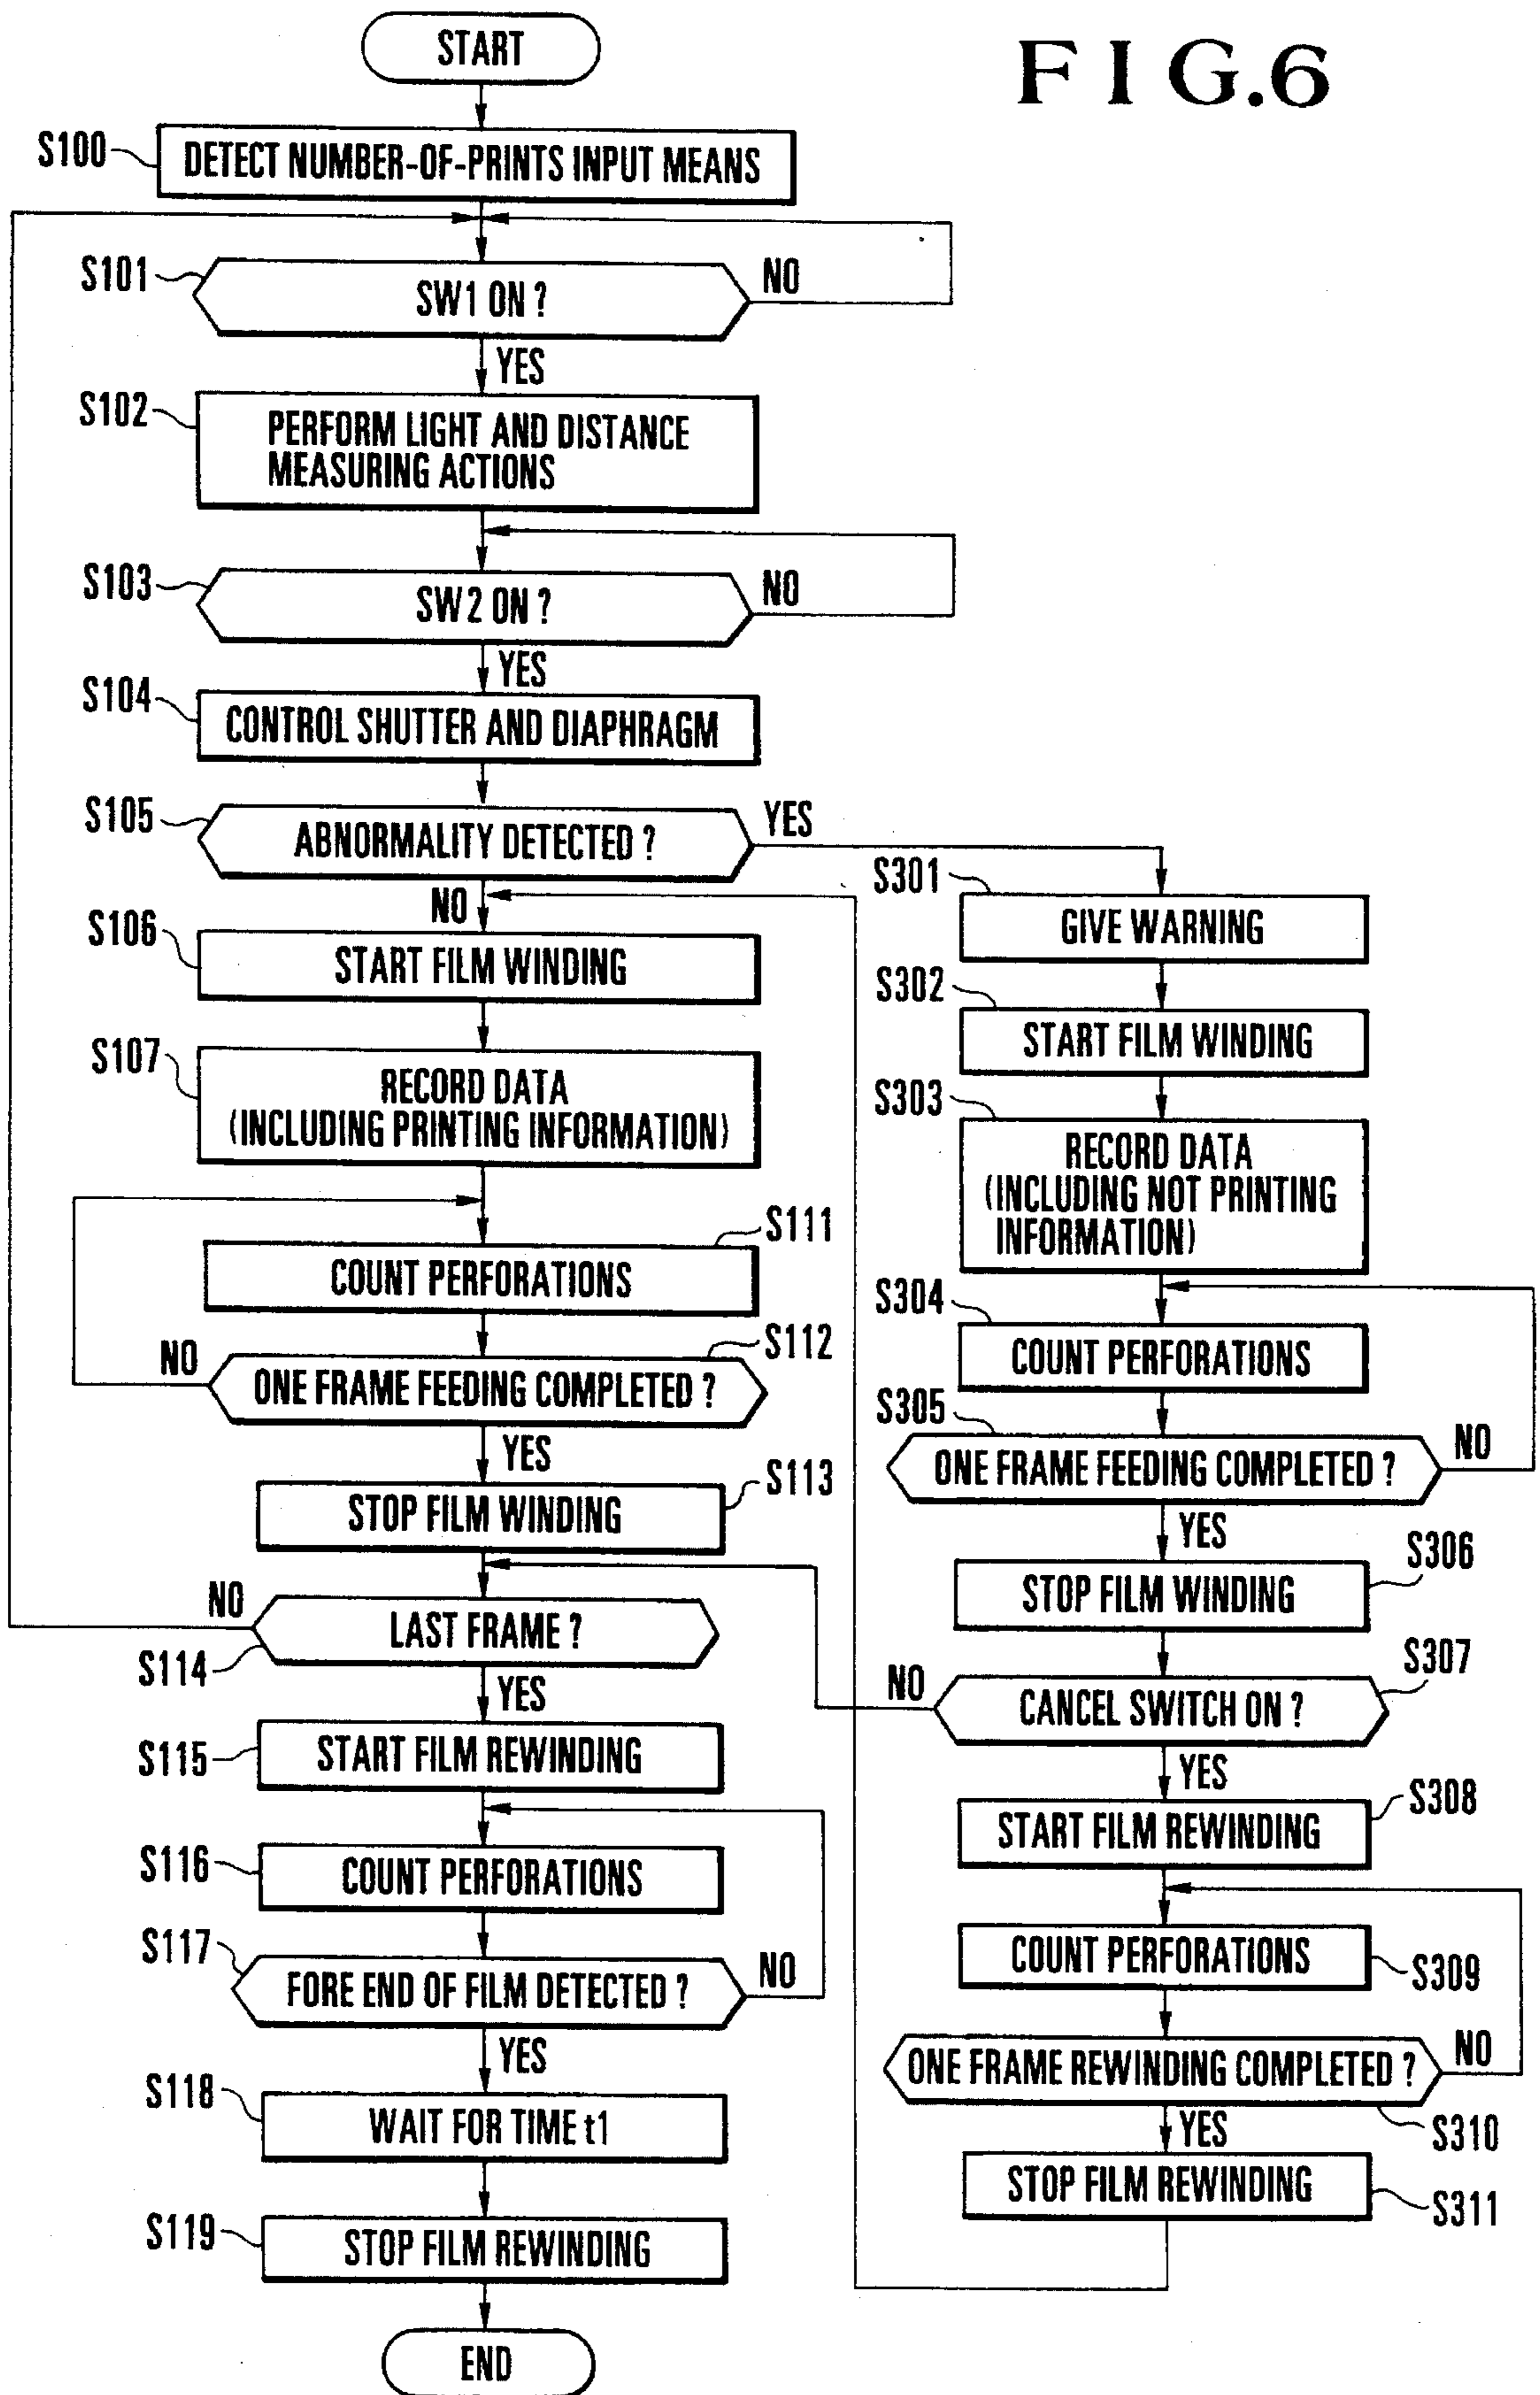 FIG.6
START
S100
DETECT NUMBER-OF-PRINTS INPUT MEANS
S101
SW1 ON ?
NO
YES
S102
PERFORM LIGHT AND DISTANCE
MEASURING ACTIONS
S103
SW2 ON ?
NO
YES
S104
CONTROL SHUTTER AND DIAPHRAGM
S105
ABNORMALITY DETECTED ?
YES
NO
S106
START FILM WINDING
S107
RECORD DATA
(INCLUDING PRINTING INFORMATION)
S111
COUNT PERFORATIONS
S112
NO
ONE FRAME FEEDING COMPLETED ?
YES
S113
STOP FILM WINDING
NO
LAST FRAME ?
S114
YES
S115
START FILM REWINDING
S116
COUNT PERFORATIONS
S117
FORE END OF FILM DETECTED ?
NO
YES
S118
WAIT FOR TIME t1
S119
STOP FILM REWINDING
END
S301
GIVE WARNING
S302
START FILM WINDING
S303
RECORD DATA
(INCLUDING NOT PRINTING
INFORMATION)
S304
COUNT PERFORATIONS
S305
ONE FRAME FEEDING COMPLETED ?
NO
YES
S306
STOP FILM WINDING
S307
NO
CANCEL SWITCH ON ?
YES
S308
START FILM REWINDING
COUNT PERFORATIONS
S309
ONE FRAME REWINDING COMPLETED ?
NO
S310
YES
STOP FILM REWINDING
S311